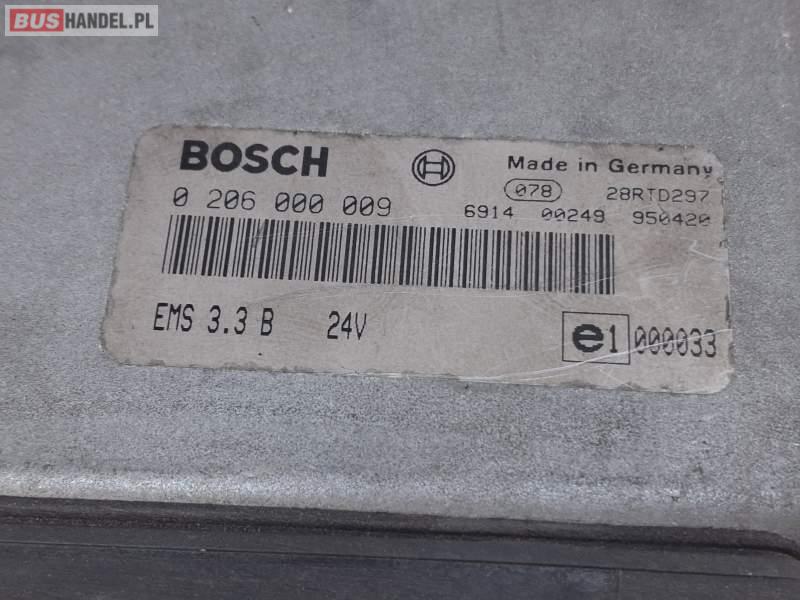 BUSHANDEL.PL
BOSCH Made in Germany
0 206 000 009 078 28RTD297
6914 00249 950420
EMS 3.3 B 24V e1 000033